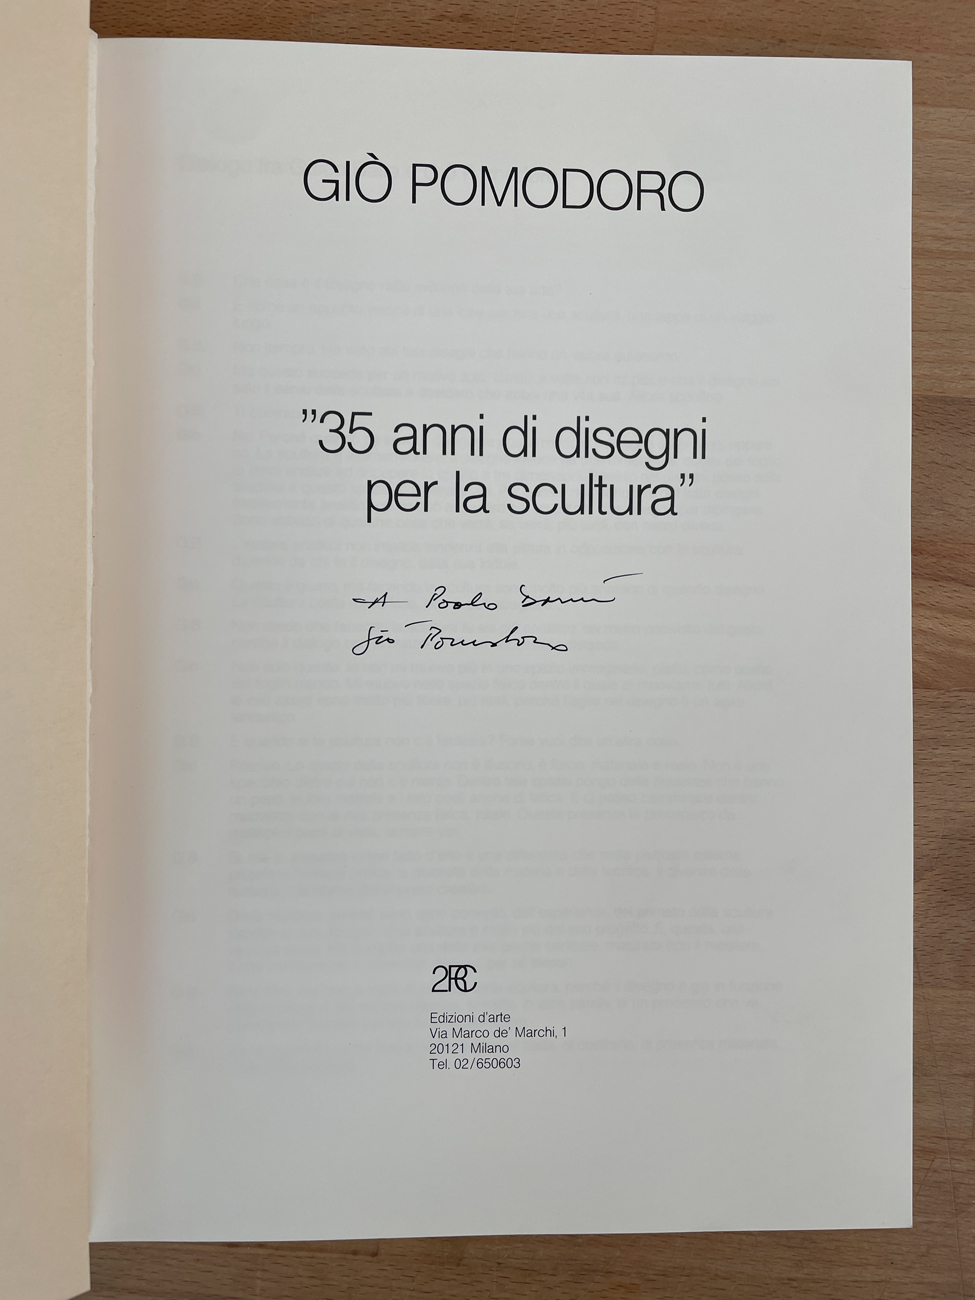 GIÒ POMODORO
"35 anni di disegni
per la scultura"
A Paolo
Giò Pomodoro
2RC
Edizioni d'arte
Via Marco de' Marchi, 1
20121 Milano
Tel. 02/650603